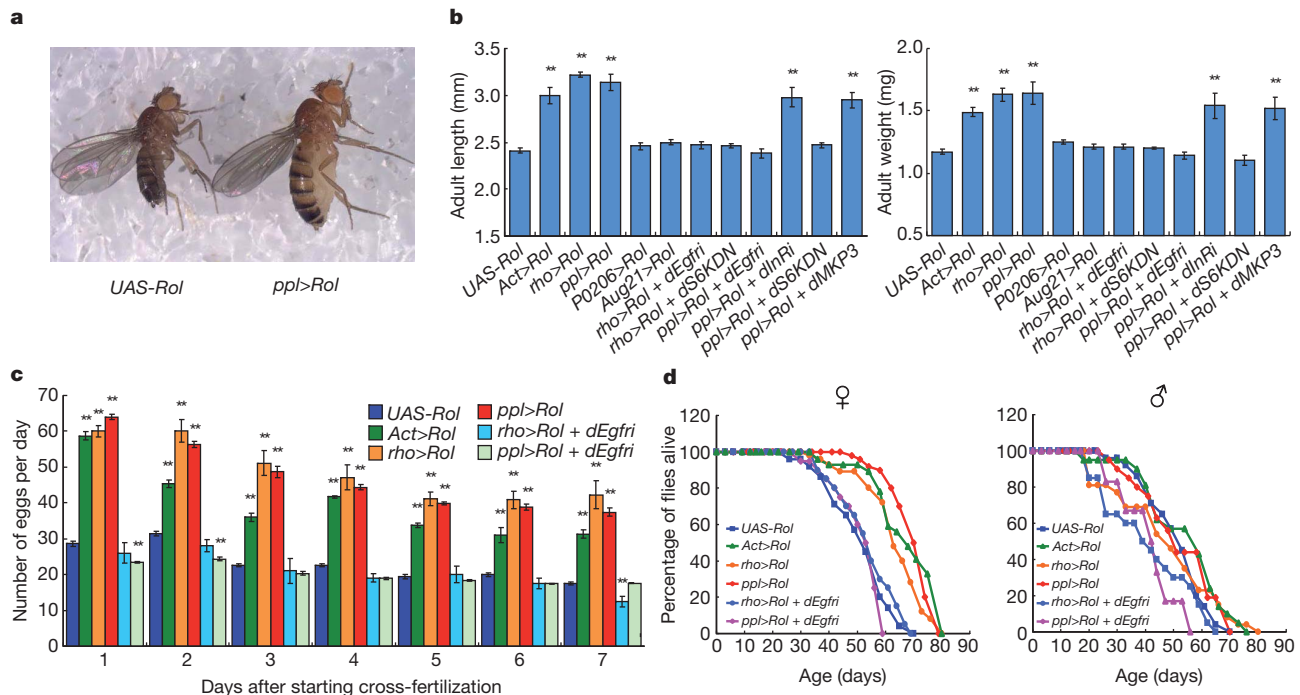 a
UAS-Rol
ppl>Rol
b
Adult length (mm)
3.5
3.0
2.5
2.0
1.5
**
**
**
**
**
UAS-Rol
Act>Rol
rho>Rol
ppl>Rol
P0206>Rol
Aug21>Rol
rho>Rol + dEgfri
rho>Rol + dS6KDN
ppl>Rol + dEgfri
ppl>Rol + dInRi
ppl>Rol + dS6KDN
ppl>Rol + dMKP3
Adult weight (mg)
2.0
1.5
1.0
0.5
**
**
**
**
**
UAS-Rol
Act>Rol
rho>Rol
ppl>Rol
P0206>Rol
Aug21>Rol
rho>Rol + dEgfri
rho>Rol + dS6KDN
ppl>Rol + dEgfri
ppl>Rol + dInRi
ppl>Rol + dS6KDN
ppl>Rol + dMKP3
c
Number of eggs per day
70
60
50
40
30
20
10
0
** ** ** **
** ** ** **
** ** **
** ** **
** ** **
** ** **
** ** ** **
UAS-Rol
Act>Rol
rho>Rol
ppl>Rol
rho>Rol + dEgfri
ppl>Rol + dEgfri
1 2 3 4 5 6 7
Days after starting cross-fertilization
d
♀
Percentage of flies alive
120
100
80
60
40
20
0
UAS-Rol
Act>Rol
rho>Rol
ppl>Rol
rho>Rol + dEgfri
ppl>Rol + dEgfri
0 10 20 30 40 50 60 70 80 90
Age (days)
♂
120
100
80
60
40
20
0
UAS-Rol
Act>Rol
rho>Rol
ppl>Rol
rho>Rol + dEgfri
ppl>Rol + dEgfri
0 10 20 30 40 50 60 70 80 90
Age (days)